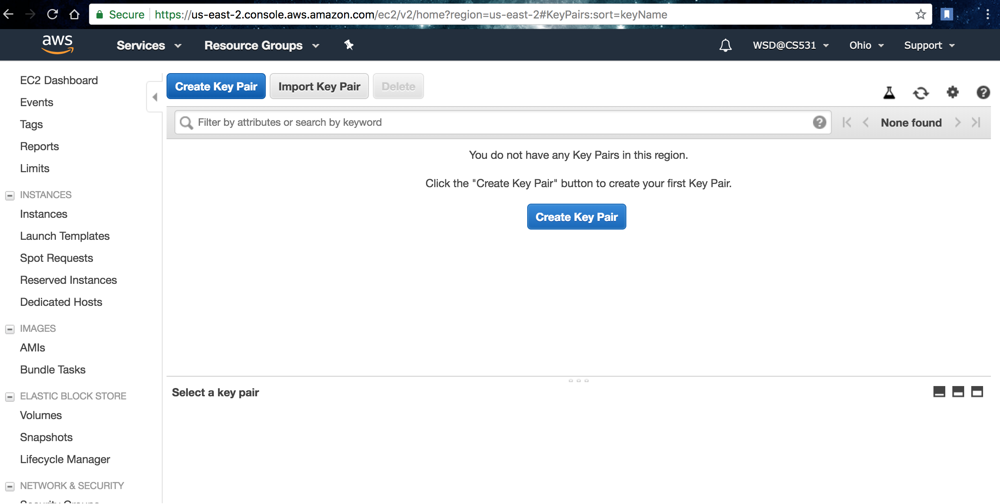 Secure https://us-east-2.console.aws.amazon.com/ec2/v2/home?region=us-east-2#KeyPairs:sort=keyName
aws Services Resource Groups WSD@CS531 Ohio Support
EC2 Dashboard
Events
Tags
Reports
Limits
INSTANCES
Instances
Launch Templates
Spot Requests
Reserved Instances
Dedicated Hosts
IMAGES
AMIs
Bundle Tasks
ELASTIC BLOCK STORE
Volumes
Snapshots
Lifecycle Manager
NETWORK & SECURITY
Security Groups
Create Key Pair Import Key Pair Delete
Filter by attributes or search by keyword None found
You do not have any Key Pairs in this region.
Click the "Create Key Pair" button to create your first Key Pair.
Create Key Pair
Select a key pair